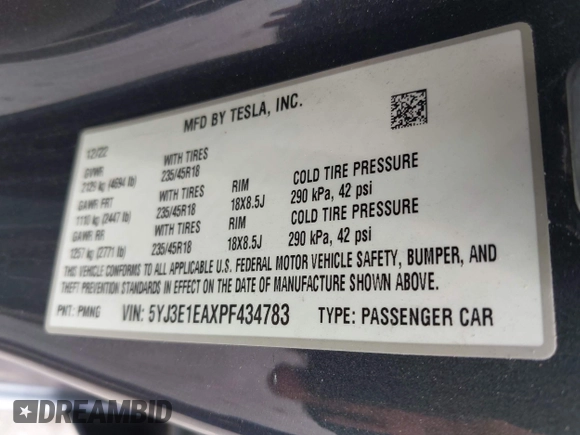 MFD BY TESLA, INC.
12/22
GVWR
2129 kg (4694 lb)
GAWR FRT
1110 kg (2447 lb)
GAWR RR
1257 kg (2771 lb)
WITH TIRES
235/45R18
WITH TIRES
235/45R18
WITH TIRES
235/45R18
RIM
18X8.5J
RIM
18X8.5J
COLD TIRE PRESSURE
290 kPa, 42 psi
COLD TIRE PRESSURE
290 kPa, 42 psi
THIS VEHICLE CONFORMS TO ALL APPLICABLE U.S. FEDERAL MOTOR VEHICLE SAFETY, BUMPER, AND
THEFT PREVENTION STANDARDS IN EFFECT ON THE DATE OF MANUFACTURE SHOWN ABOVE.
PNT: PMNG VIN: 5YJ3E1EAXPF434783 TYPE: PASSENGER CAR
DREAMBID